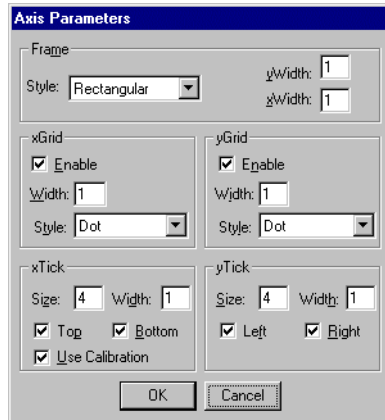 Axis Parameters
Frame
Style: Rectangular
yWidth: 1
xWidth: 1
xGrid
Enable
Width: 1
Style: Dot
yGrid
Enable
Width: 1
Style: Dot
xTick
Size: 4 Width: 1
Top Bottom
Use Calibration
yTick
Size: 4 Width: 1
Left Right
OK Cancel